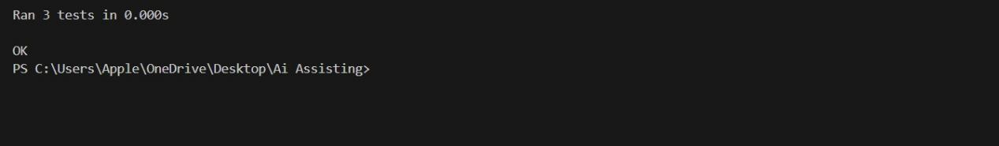 Ran 3 tests in 0.000s
OK
PS C:\Users\Apple\OneDrive\Desktop\Ai Assisting>